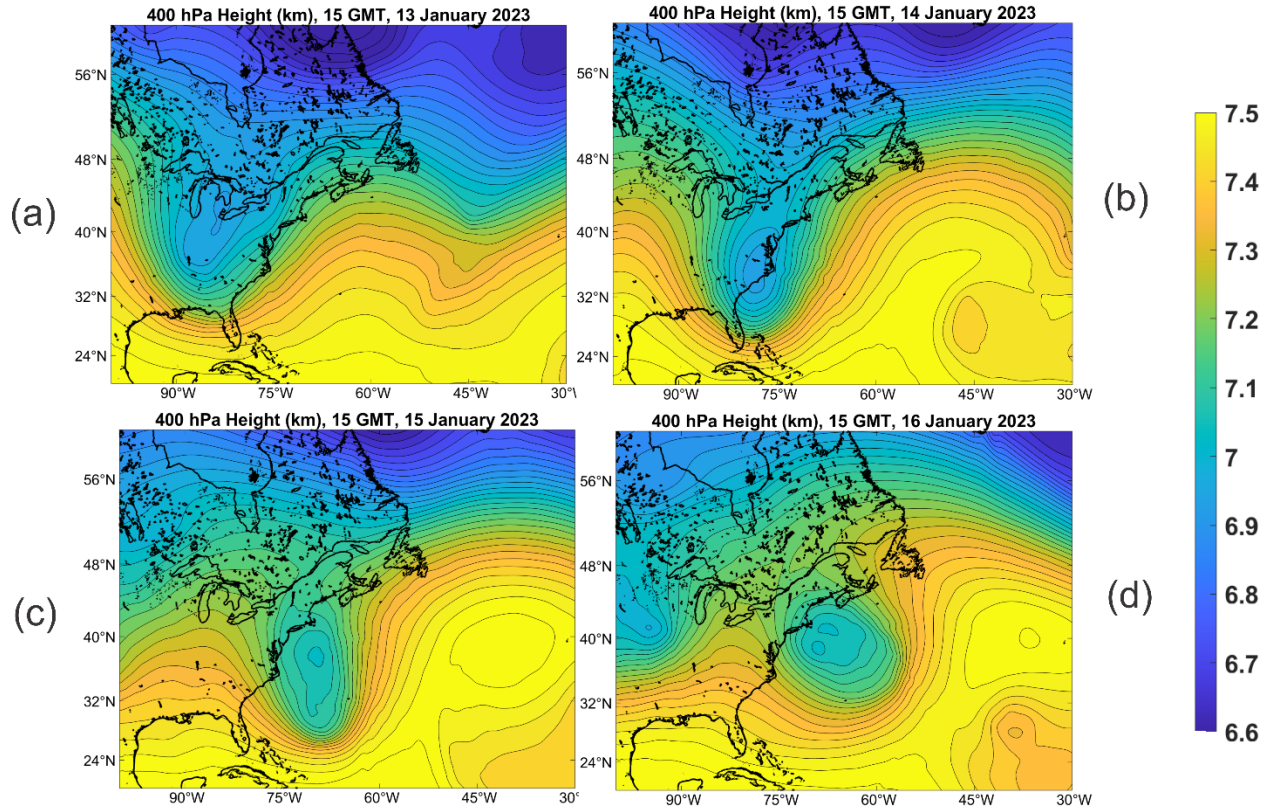 400 hPa Height (km), 15 GMT, 13 January 2023
56°N
48°N
40°N
32°N
24°N
90°W 75°W 60°W 45°W 30°\
(a)
400 hPa Height (km), 15 GMT, 14 January 2023
56°N
48°N
40°N
32°N
24°N
90°W 75°W 60°W 45°W 30°W
(b)
400 hPa Height (km), 15 GMT, 15 January 2023
56°N
48°N
40°N
32°N
24°N
90°W 75°W 60°W 45°W 30°\
(c)
400 hPa Height (km), 15 GMT, 16 January 2023
56°N
48°N
40°N
32°N
24°N
90°W 75°W 60°W 45°W 30°W
(d)
7.5
7.4
7.3
7.2
7.1
7
6.9
6.8
6.7
6.6